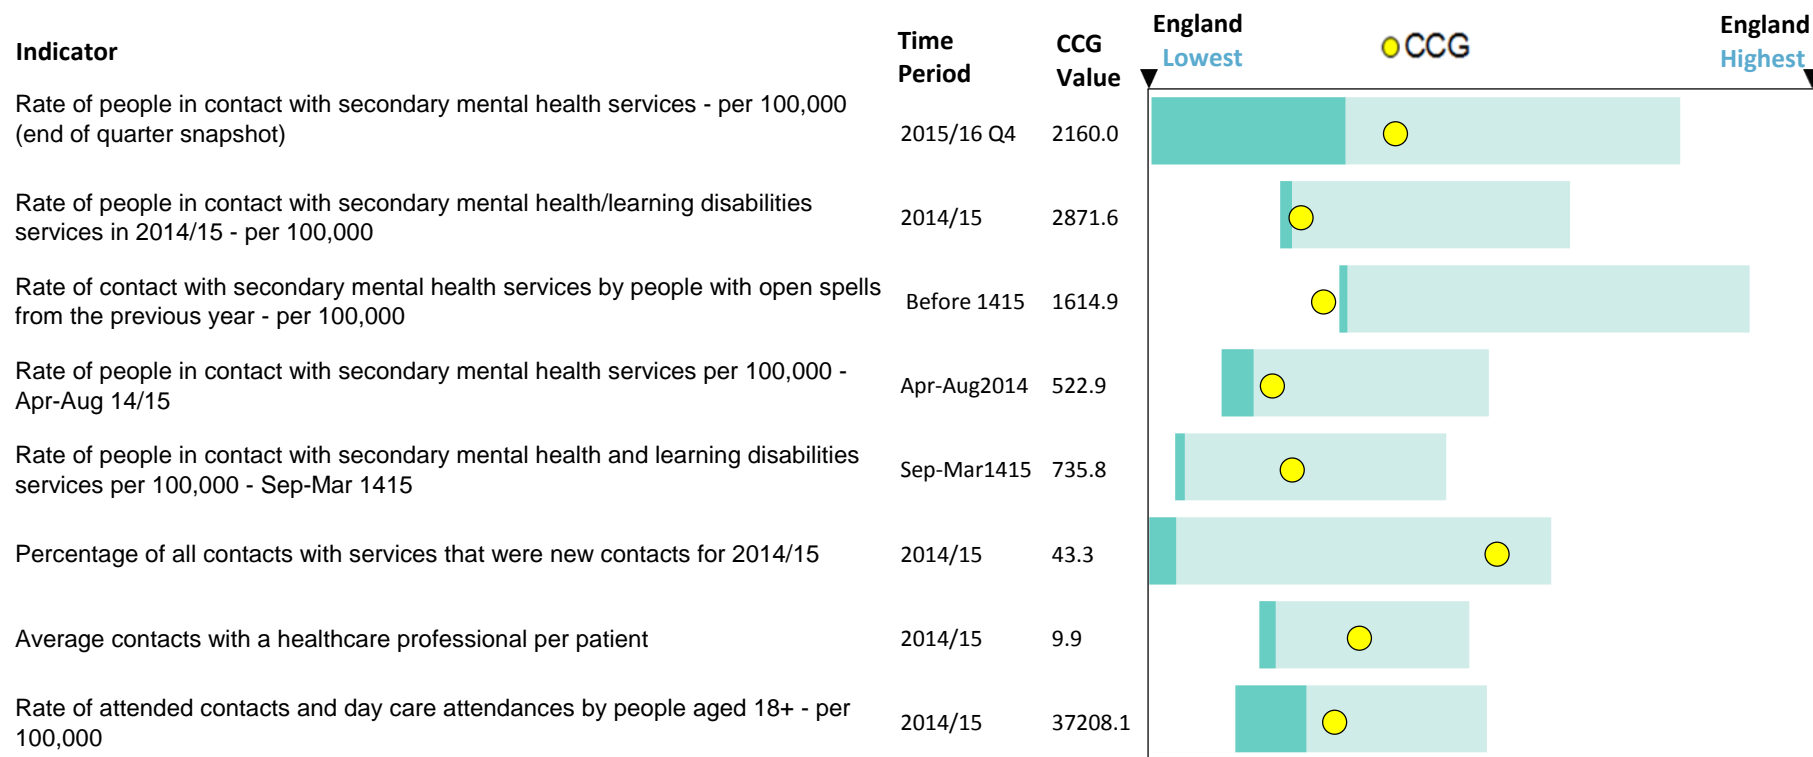 Indicator
Time Period
CCG Value
England Lowest
CCG
England Highest
Rate of people in contact with secondary mental health services - per 100,000
(end of quarter snapshot)
2015/16 Q4 2160.0
Rate of people in contact with secondary mental health/learning disabilities
services in 2014/15 - per 100,000
2014/15 2871.6
Rate of contact with secondary mental health services by people with open spells
from the previous year - per 100,000
Before 1415 1614.9
Rate of people in contact with secondary mental health services per 100,000 -
Apr-Aug 14/15
Apr-Aug2014 522.9
Rate of people in contact with secondary mental health and learning disabilities
services per 100,000 - Sep-Mar 1415
Sep-Mar1415 735.8
Percentage of all contacts with services that were new contacts for 2014/15
2014/15 43.3
Average contacts with a healthcare professional per patient
2014/15 9.9
Rate of attended contacts and day care attendances by people aged 18+ - per
100,000
2014/15 37208.1